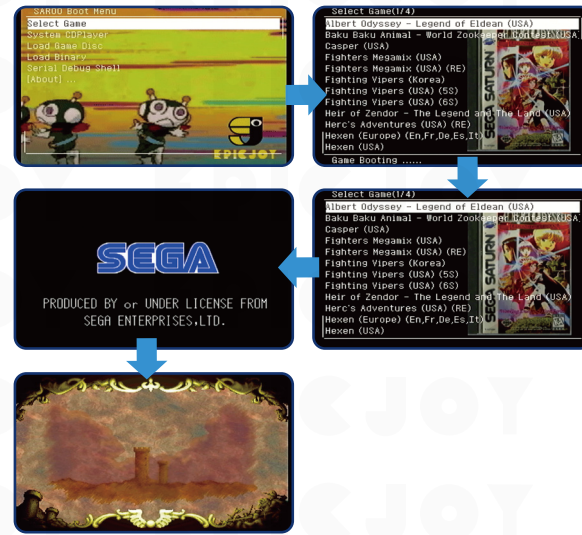 SAROO Boot Menu
Select Game
System CDPlayer
Load Game Disc
Load Binary
Serial Debug Shell
[About] ...
EPICJOY
Select Game(1/4)
Albert Odyssey - Legend of Eldean (USA)
Baku Baku Animal - World Zookeeper Contest (USA)
Casper (USA)
Fighters Megamix (USA)
Fighters Megamix (USA) (RE)
Fighting Vipers (Korea)
Fighting Vipers (USA) (5S)
Fighting Vipers (USA) (6S)
Heir of Zendor - The Legend and The Land (USA)
Herc's Adventures (USA) (RE)
Hexen (Europe) (En,Fr,De,Es,It)
Hexen (USA)
SEGA SATURN
Game Booting ......
Select Game(1/4)
Albert Odyssey - Legend of Eldean (USA)
Baku Baku Animal - World Zookeeper Contest (USA)
Casper (USA)
Fighters Megamix (USA)
Fighters Megamix (USA) (RE)
Fighting Vipers (Korea)
Fighting Vipers (USA) (5S)
Fighting Vipers (USA) (6S)
Heir of Zendor - The Legend and The Land (USA)
Herc's Adventures (USA) (RE)
Hexen (Europe) (En,Fr,De,Es,It)
Hexen (USA)
SEGA SATURN
SEGA
PRODUCED BY or UNDER LICENSE FROM
SEGA ENTERPRISES,LTD.
EPICJOY